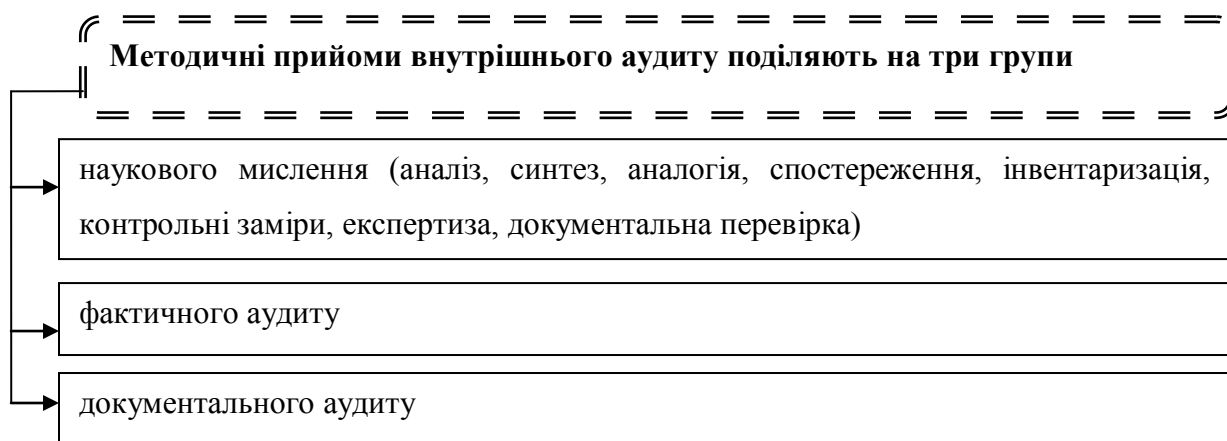 Методичні прийоми внутрішнього аудиту поділяють на три групи
наукового мислення (аналіз, синтез, аналогія, спостереження, інвентаризація,
контрольні заміри, експертиза, документальна перевірка)
фактичного аудиту
документального аудиту